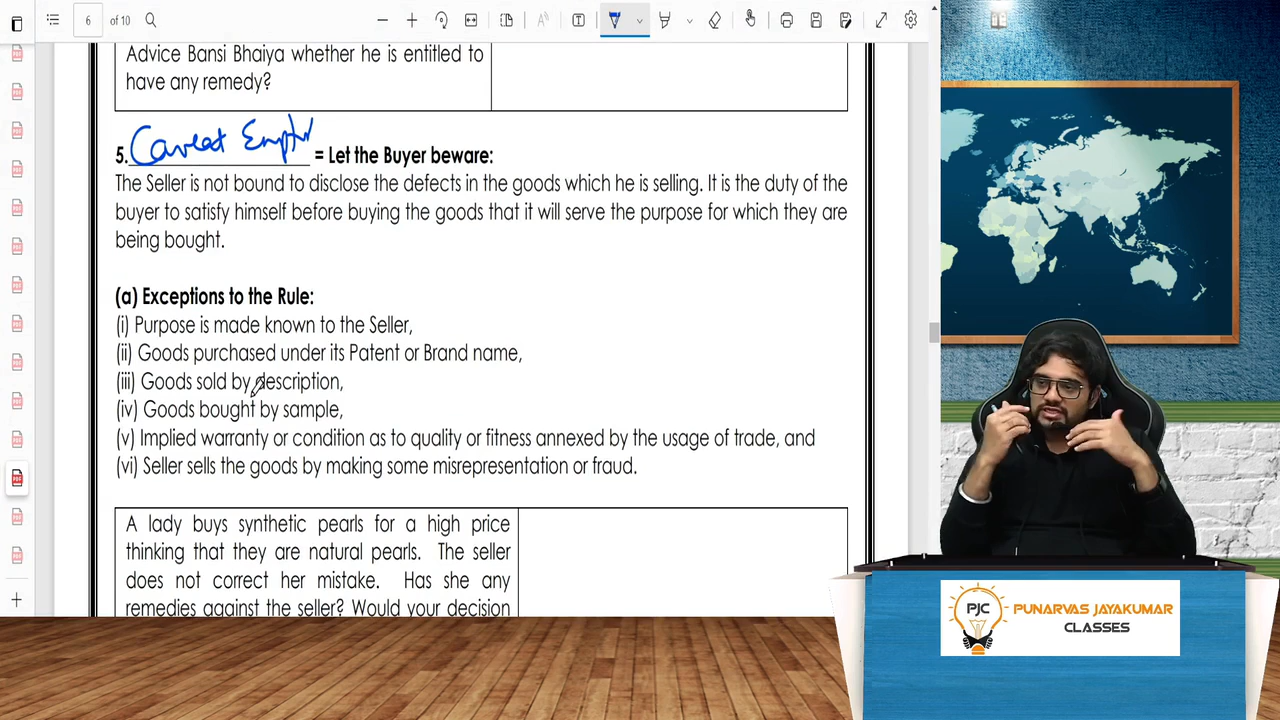 6 of 10
Advice Bansi Bhaiya whether he is entitled to
have any remedy?
5. Caveat Emptor = Let the Buyer beware:
The Seller is not bound to disclose the defects in the goods which he is selling. It is the duty of the
buyer to satisfy himself before buying the goods that it will serve the purpose for which they are
being bought.
(a) Exceptions to the Rule:
(i) Purpose is made known to the Seller,
(ii) Goods purchased under its Patent or Brand name,
(iii) Goods sold by description,
(iv) Goods bought by sample,
(v) Implied warranty or condition as to quality or fitness annexed by the usage of trade, and
(vi) Seller sells the goods by making some misrepresentation or fraud.
A lady buys synthetic pearls for a high price
thinking that they are natural pearls. The seller
does not correct her mistake. Has she any
remedies against the seller? Would your decision
PJC PUNARVAS JAYAKUMAR
CLASSES